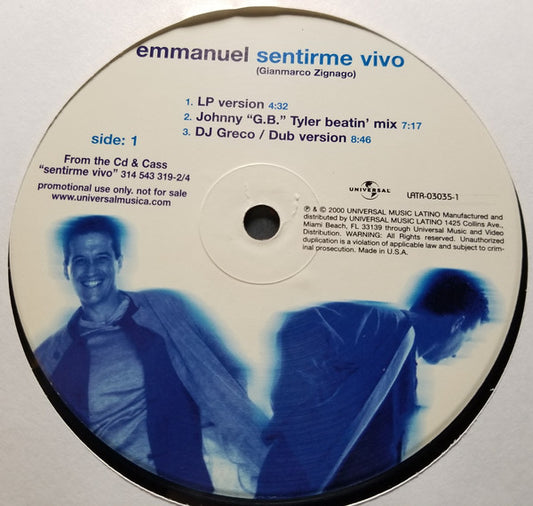 emmanuel sentirme vivo
(Gianmarco Zignago)
1. LP version 4:32
2. Johnny "G.B." Tyler beatin' mix 7:17
3. DJ Greco / Dub version 8:46
side: 1
From the Cd & Cass
"sentirme vivo" 314 543 319-2/4
promotional use only. not for sale
www.universalmusica.com
UNIVERSAL
LATR-03035-1
℗ & © 2000 UNIVERSAL MUSIC LATINO Manufactured and
distributed by UNIVERSAL MUSIC LATINO 1425 Collins Ave.,
Miami Beach, FL 33139 through Universal Music and Video
Distribution. WARNING: All Rights reserved. Unauthorized
duplication is a violation of applicable law and subject to crim-
inal prosecution. Made in U.S.A.